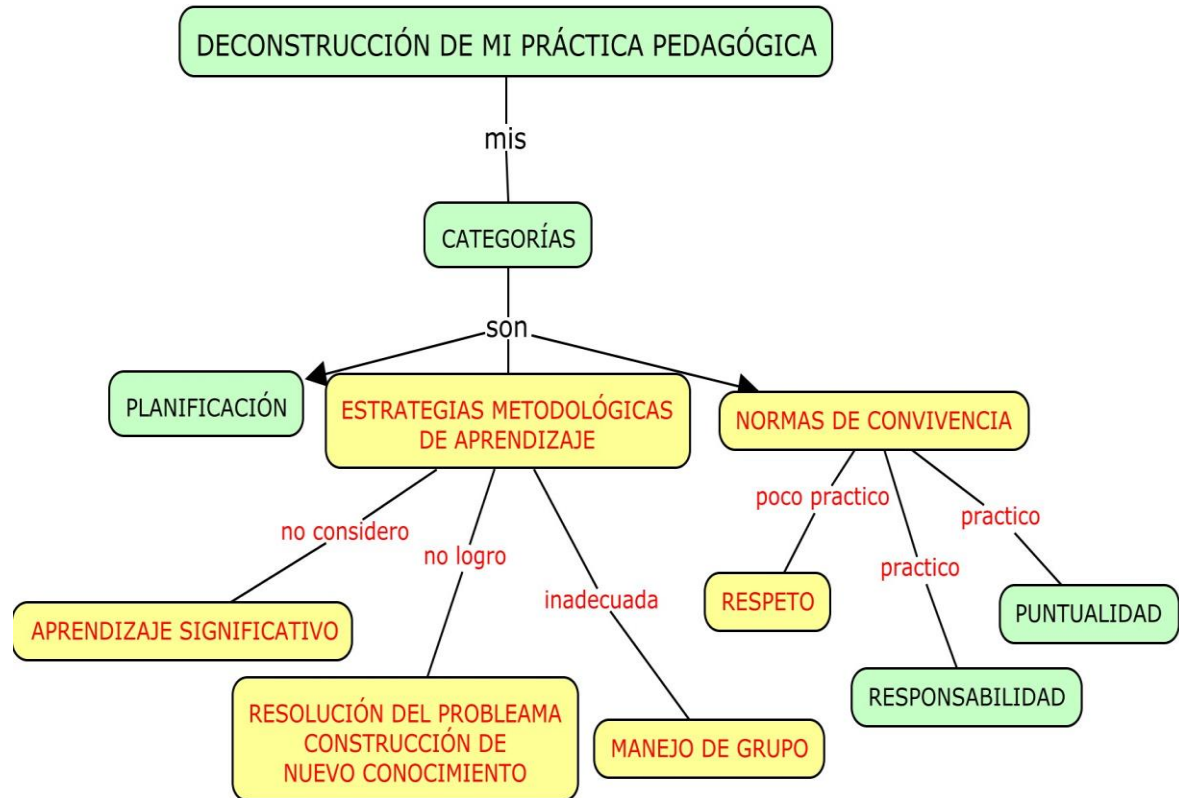 DECONSTRUCCIÓN DE MI PRÁCTICA PEDAGÓGICA
mis
CATEGORÍAS
son
PLANIFICACIÓN
ESTRATEGIAS METODOLÓGICAS
DE APRENDIZAJE
NORMAS DE CONVIVENCIA
no considero
no logro
inadecuada
poco practico
practico
practico
APRENDIZAJE SIGNIFICATIVO
RESOLUCIÓN DEL PROBLEAMA
CONSTRUCCIÓN DE
NUEVO CONOCIMIENTO
MANEJO DE GRUPO
RESPETO
RESPONSABILIDAD
PUNTUALIDAD